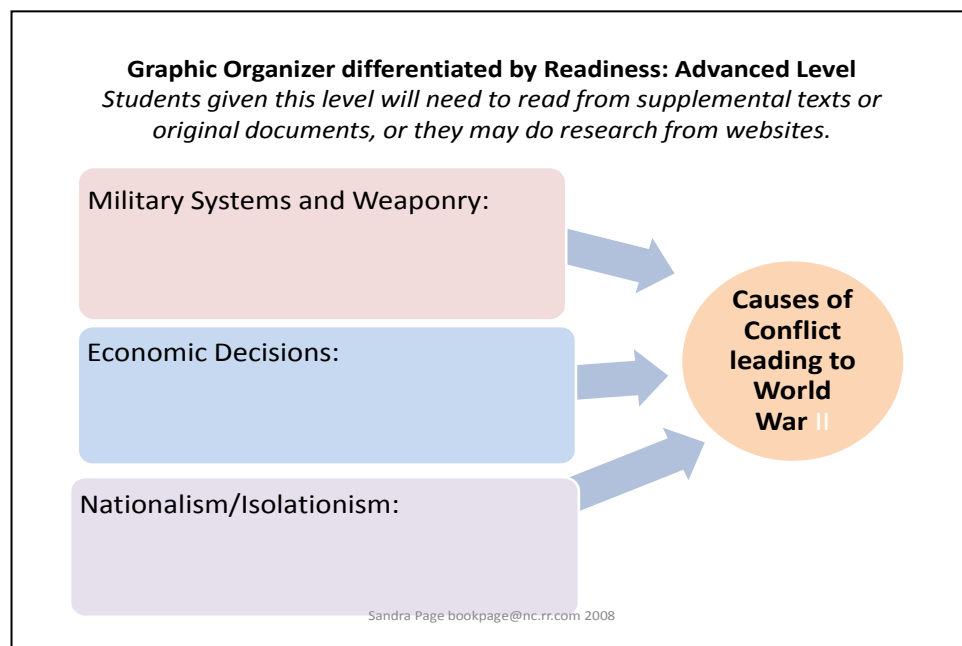 Graphic Organizer differentiated by Readiness: Advanced Level
Students given this level will need to read from supplemental texts or
original documents, or they may do research from websites.
Military Systems and Weaponry:
Economic Decisions:
Nationalism/Isolationism:
Causes of
Conflict
leading to
World
War II
Sandra Page bookpage@nc.rr.com 2008